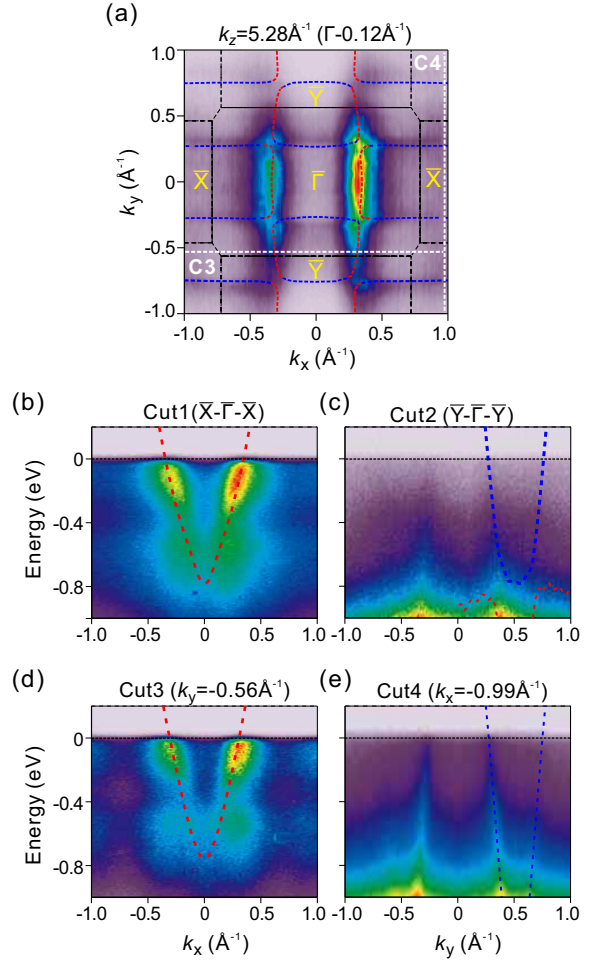 (a)
k_z=5.28Å⁻¹ (Γ-0.12Å⁻¹)
C4
1.0
Y̅
0.5
k_y (Å⁻¹)
X̅
Γ̅
X̅
0
-0.5
C3
Y̅
-1.0
-1.0 -0.5 0 0.5 1.0
k_x (Å⁻¹)
(b)
Cut1(X̅-Γ̅-X̅)
(c)
Cut2 (Y̅-Γ̅-Y̅)
Energy (eV)
0
-0.4
-0.8
-1.0 -0.5 0 0.5 1.0
-1.0 -0.5 0 0.5 1.0
(d)
Cut3 (k_y=-0.56Å⁻¹)
(e)
Cut4 (k_x=-0.99Å⁻¹)
Energy (eV)
0
-0.4
-0.8
-1.0 -0.5 0 0.5 1.0
k_x (Å⁻¹)
-1.0 -0.5 0 0.5 1.0
k_y (Å⁻¹)